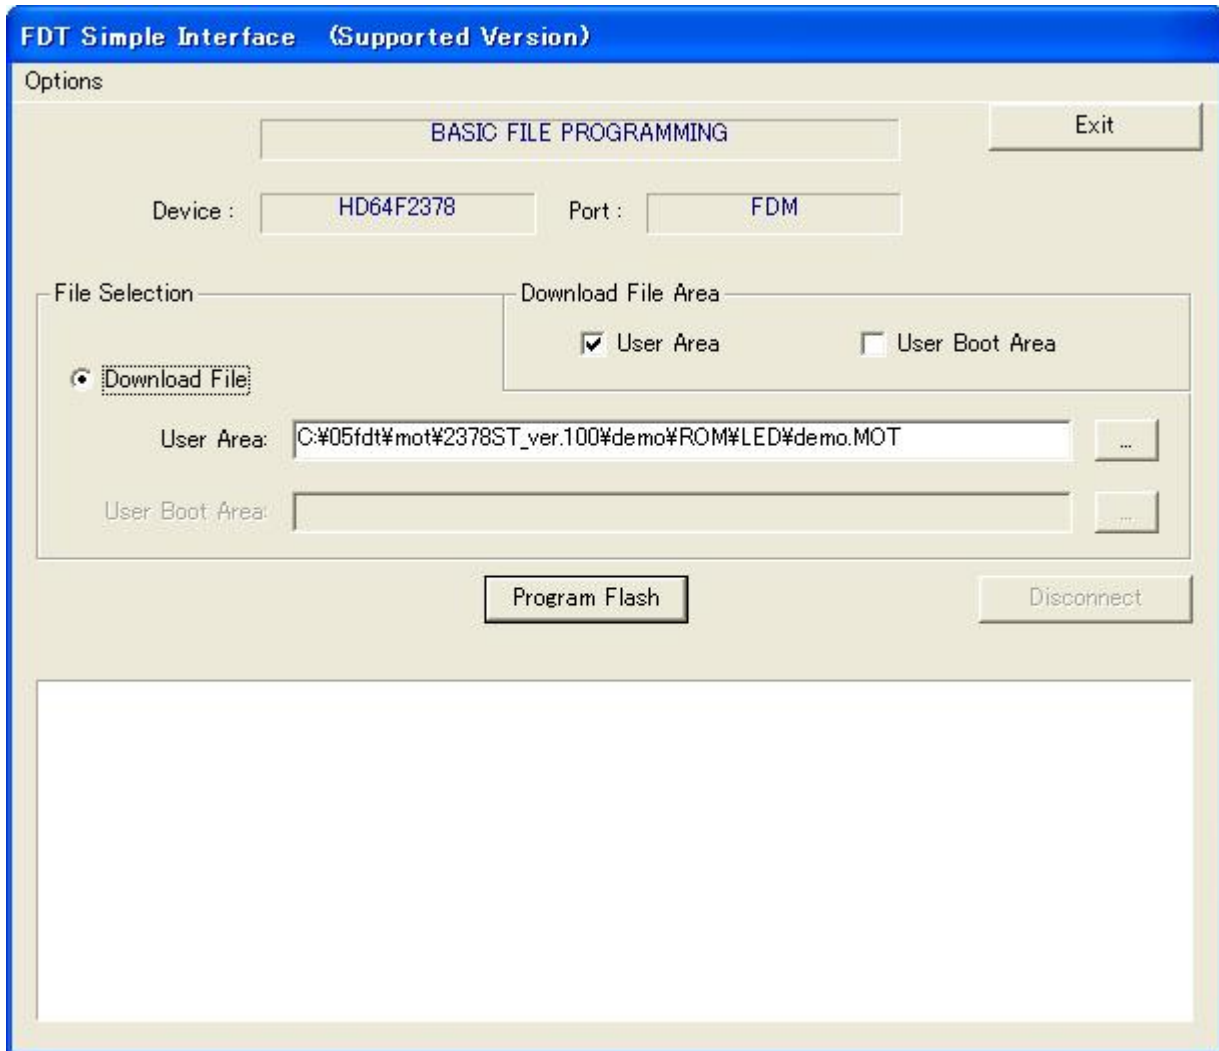 FDT Simple Interface (Supported Version)
Options
BASIC FILE PROGRAMMING
Exit
Device : HD64F2378 Port : FDM
File Selection
Download File Area
User Area User Boot Area
Download File
User Area: C:¥05fdt¥mot¥2378ST_ver.100¥demo¥ROM¥LED¥demo.MOT ...
User Boot Area: ...
Program Flash Disconnect